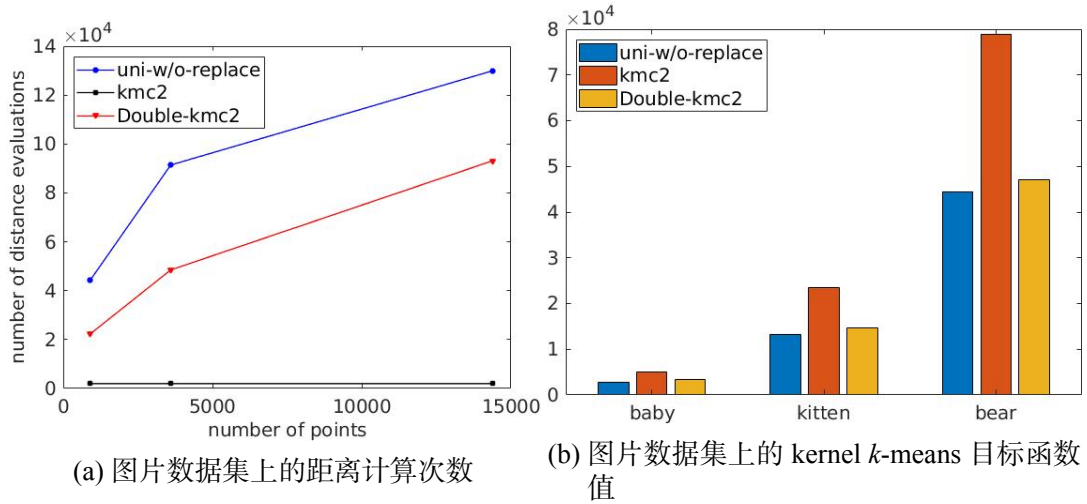 ×10⁴
14
12
10
8
6
4
2
0
number of distance evaluations
uni-w/o-replace
kmc2
Double-kmc2
0
5000
10000
15000
number of points
(a) 图片数据集上的距离计算次数
×10⁴
8
7
6
5
4
3
2
1
0
uni-w/o-replace
kmc2
Double-kmc2
baby
kitten
bear
(b) 图片数据集上的 kernel k-means 目标函数
值